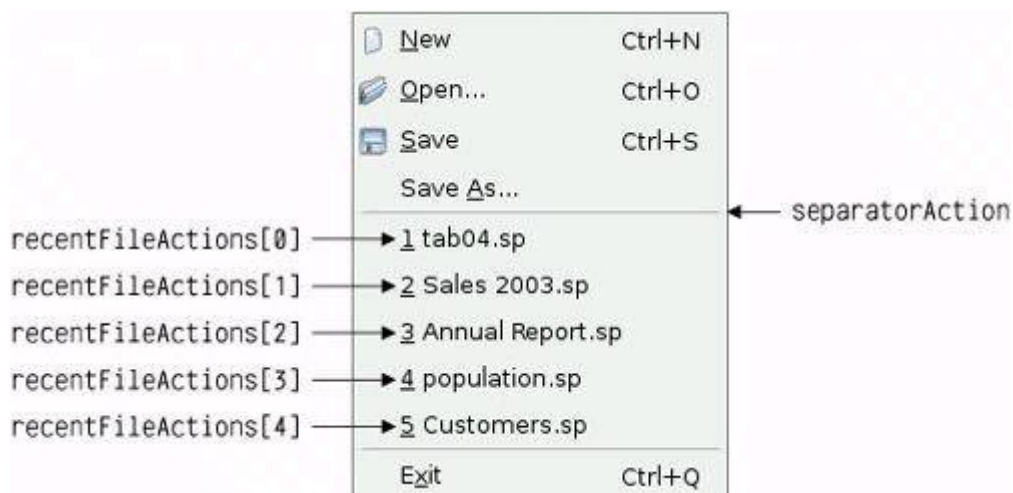 New Ctrl+N
Open... Ctrl+O
Save Ctrl+S
Save As...
separatorAction
recentFileActions[0] 1 tab04.sp
recentFileActions[1] 2 Sales 2003.sp
recentFileActions[2] 3 Annual Report.sp
recentFileActions[3] 4 population.sp
recentFileActions[4] 5 Customers.sp
Exit Ctrl+Q